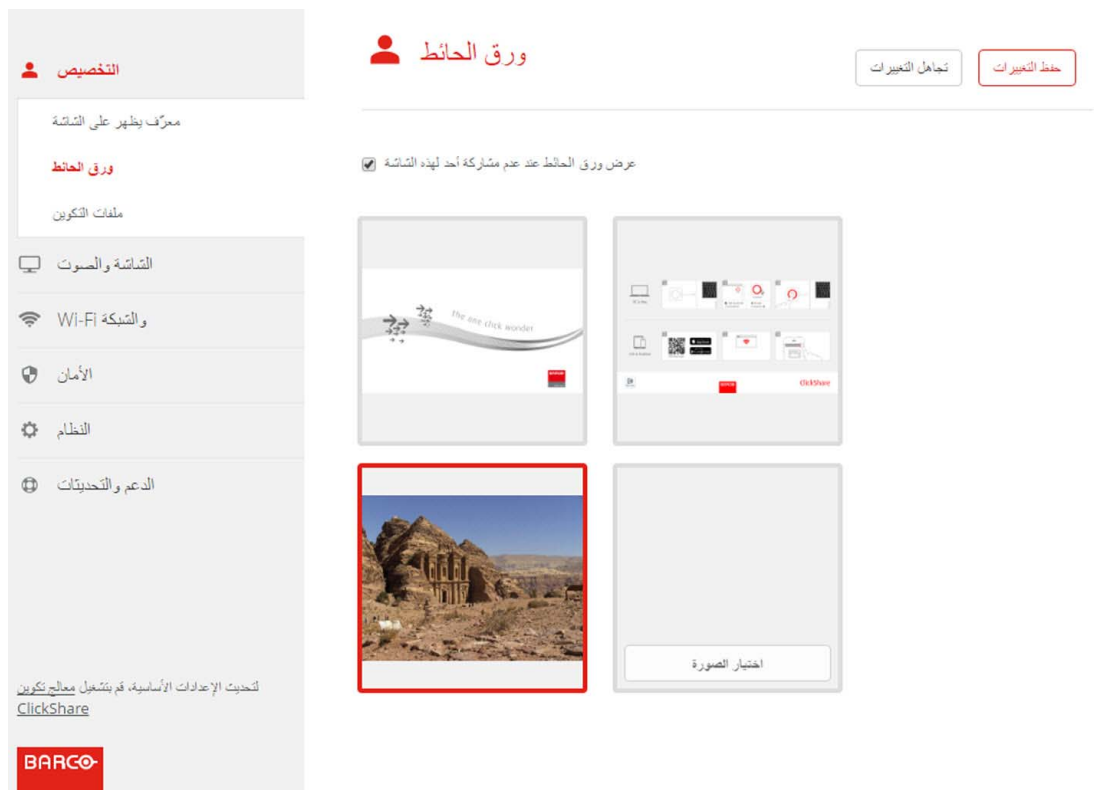 التخصيص
معرّف يظهر على الشاشة
ورق الحائط
ملفات التكوين
الشاشة والصوت
Wi-Fi والشبكة
الأمان
النظام
الدعم والتحديثات
لتحديث الإعدادات الأساسية، قم بتشغيل معالج تكوين
ClickShare
BARCO
ورق الحائط
حفظ التغييرات
تجاهل التغييرات
عرض ورق الحائط عند عدم مشاركة أحد لهذه الشاشة
the one click wonder
BARCO
ClickShare
اختيار الصورة